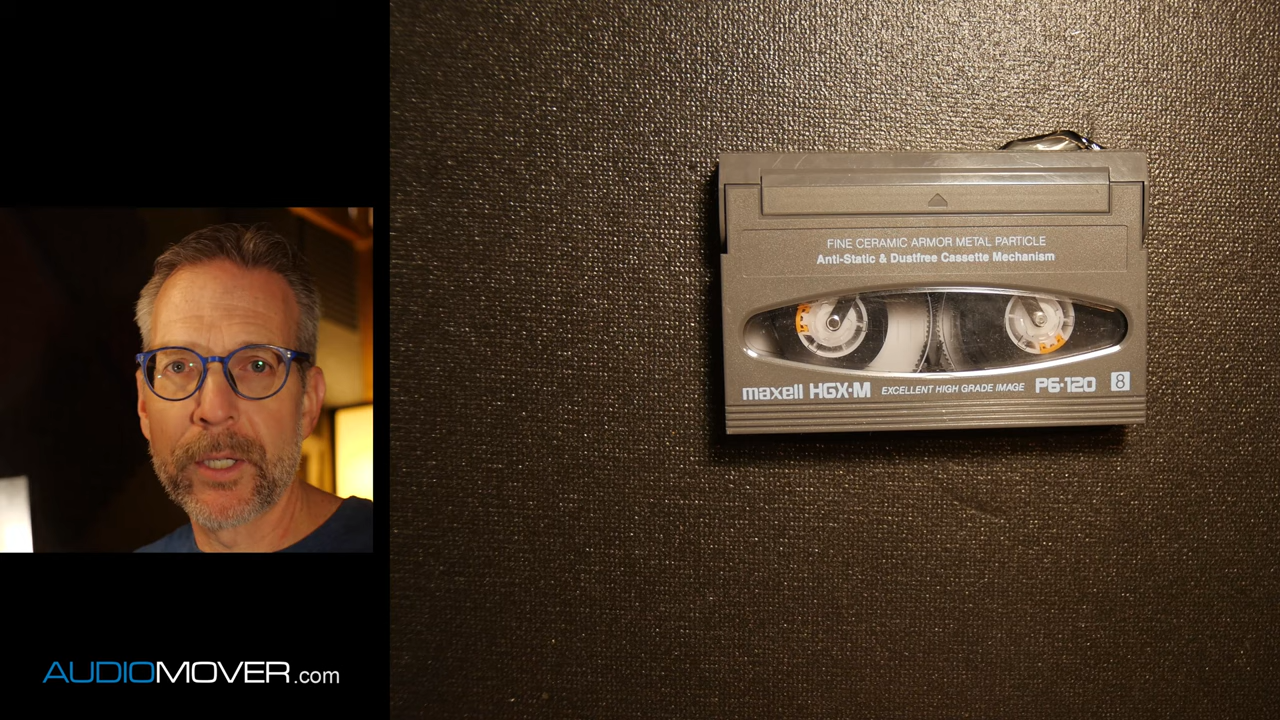 FINE CERAMIC ARMOR METAL PARTICLE
Anti-Static & Dustfree Cassette Mechanism
maxell HGX-M EXCELLENT HIGH GRADE IMAGE P6-120 8
AUDIOMOVER.com